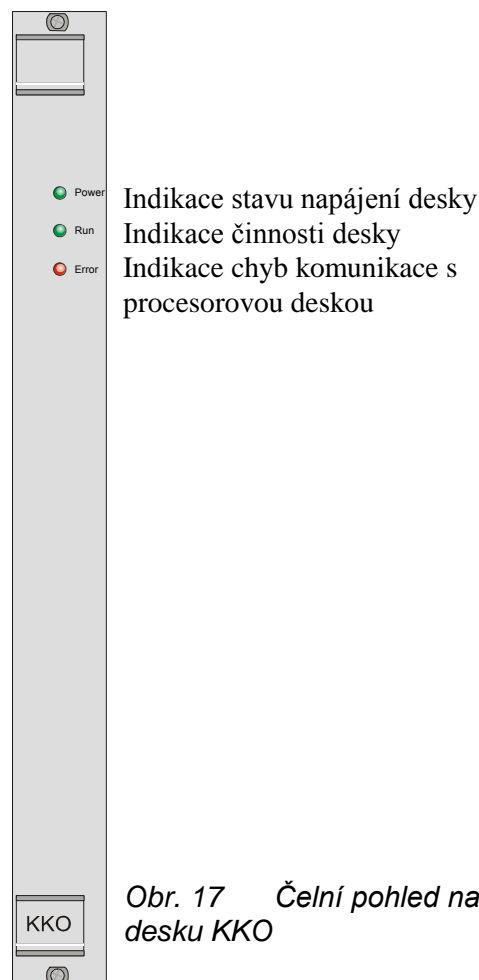 Power
Indikace stavu napájení desky
Run
Indikace činnosti desky
Error
Indikace chyb komunikace s
procesorovou deskou
KKO
Obr. 17 Čelní pohled na
desku KKO